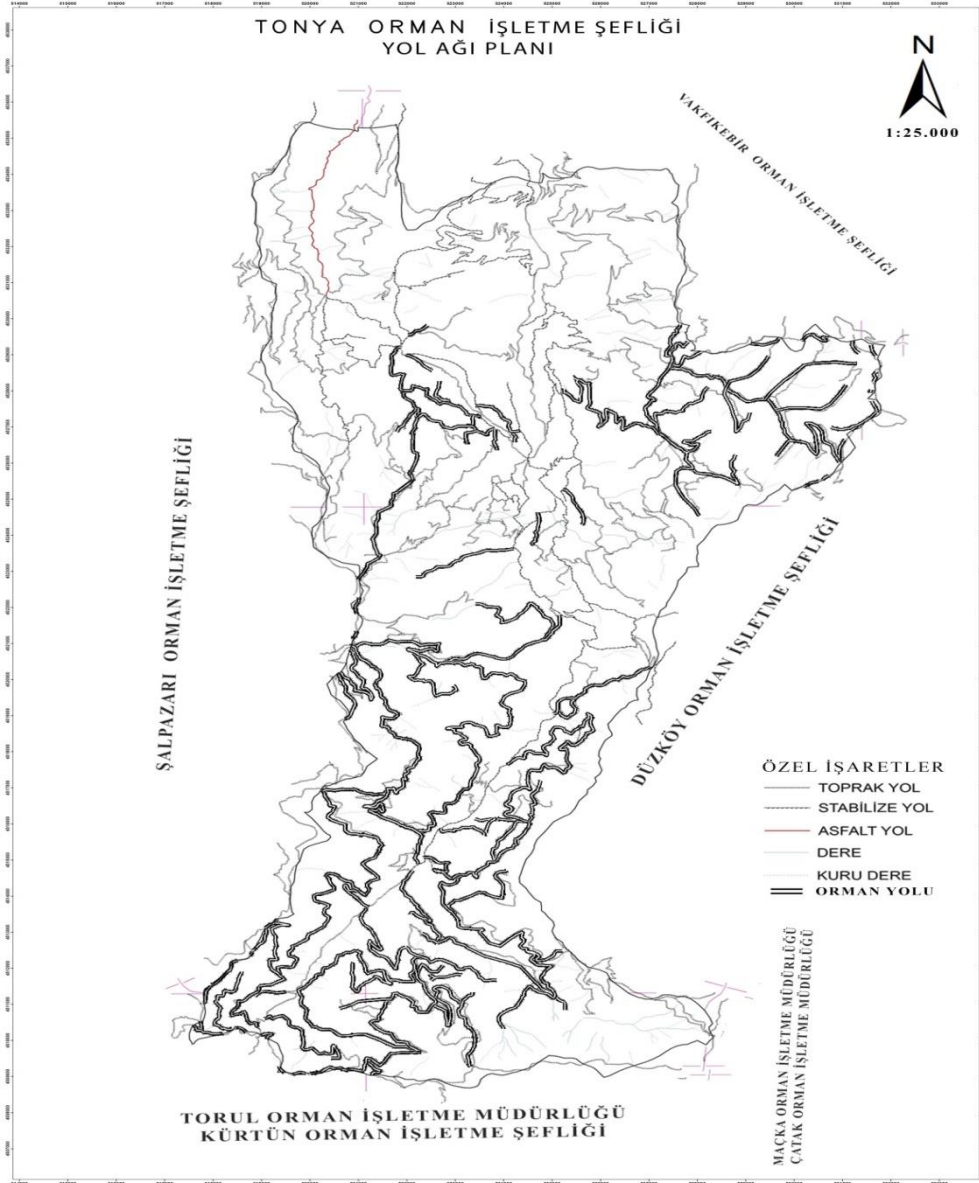 TONYA ORMAN İŞLETME ŞEFLİĞİ
YOL AĞI PLANI
N
1:25.000
VAKFIKEBİR ORMAN İŞLETME ŞEFLİĞİ
ŞALPAZARI ORMAN İŞLETME ŞEFLİĞİ
DÜZKÖY ORMAN İŞLETME ŞEFLİĞİ
ÖZEL İŞARETLER
TOPRAK YOL
STABİLİZE YOL
ASFALT YOL
DERE
KURU DERE
ORMAN YOLU
MAÇKA ORMAN İŞLETME MÜDÜRLÜĞÜ
ÇATAK ORMAN İŞLETME MÜDÜRLÜĞÜ
TORUL ORMAN İŞLETME MÜDÜRLÜĞÜ
KÜRTÜN ORMAN İŞLETME ŞEFLİĞİ